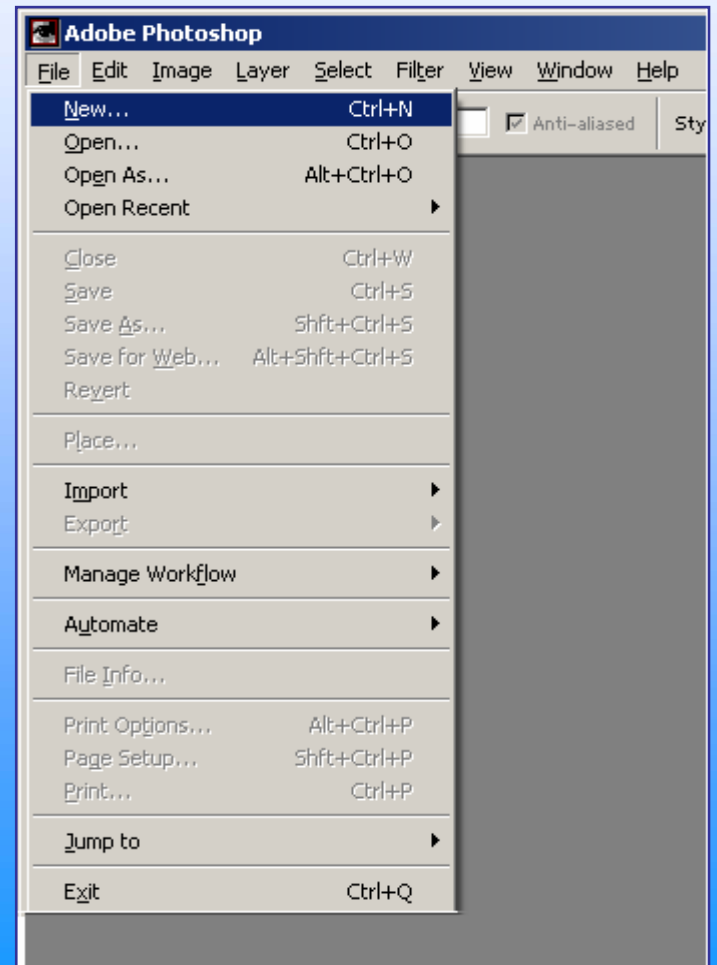 Adobe Photoshop
File Edit Image Layer Select Filter View Window Help
New... Ctrl+N
Anti-aliased Sty
Open... Ctrl+O
Open As... Alt+Ctrl+O
Open Recent
Close Ctrl+W
Save Ctrl+S
Save As... Shft+Ctrl+S
Save for Web... Alt+Shft+Ctrl+S
Revert
Place...
Import
Export
Manage Workflow
Automate
File Info...
Print Options... Alt+Ctrl+P
Page Setup... Shft+Ctrl+P
Print... Ctrl+P
Jump to
Exit Ctrl+Q